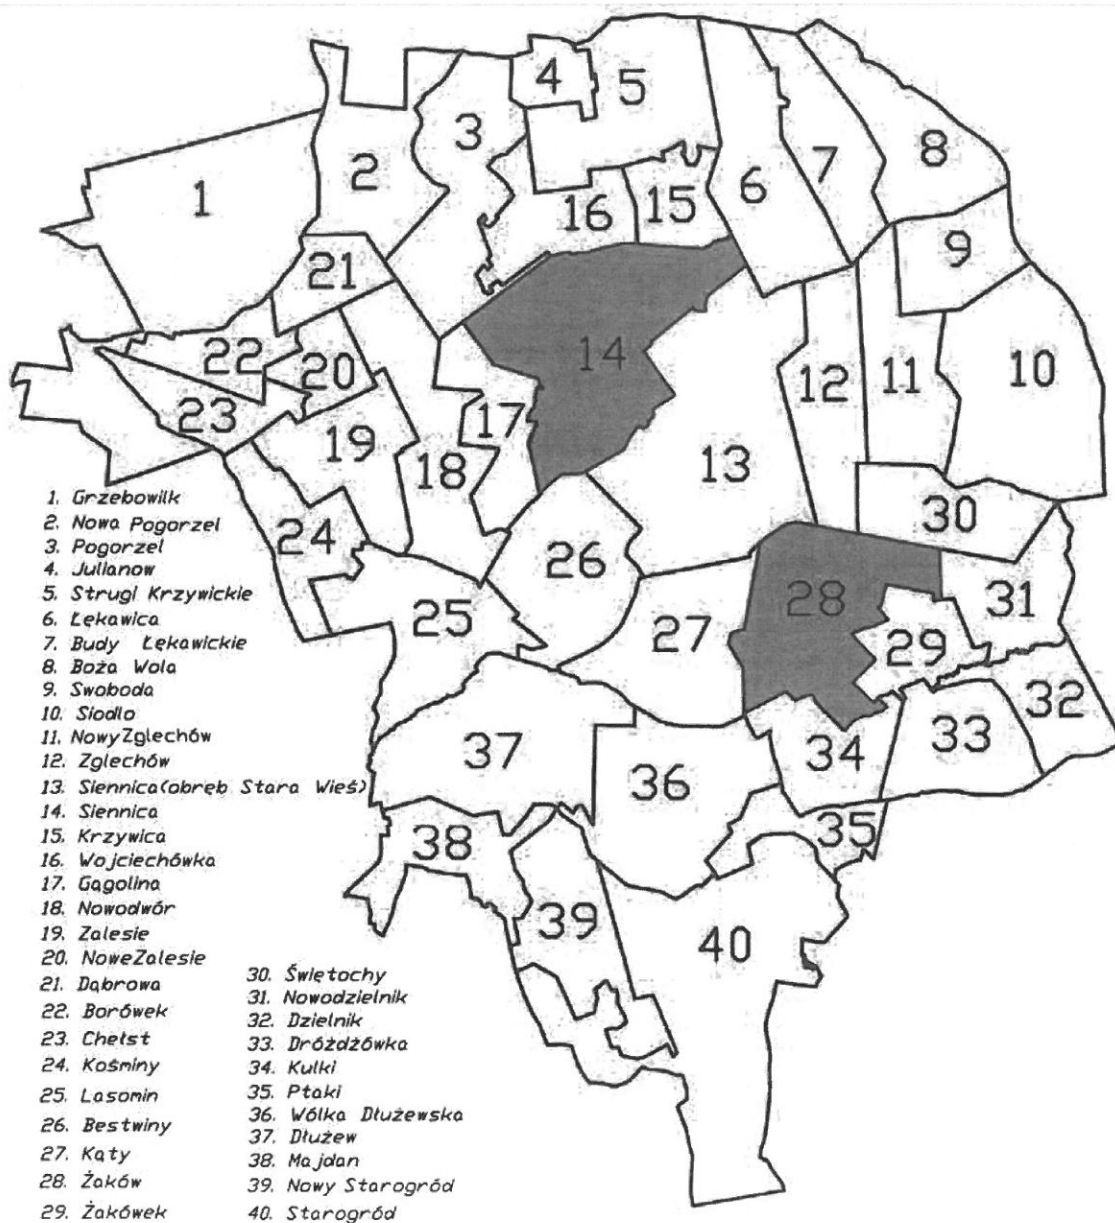 4
5
3
8
2
7
1
6
16
15
9
21
14
22
20
12
11
10
23
19
17
13
18
30
24
26
28
31
25
27
29
32
37
34
33
36
35
38
39
40
1. Grzebowilk
2. Nowa Pogorzel
3. Pogorzel
4. Julianow
5. Strugi Krzywickie
6. Łękawica
7. Budy Łękawickie
8. Boża Wola
9. Swoboda
10. Siodlo
11. NowyZglechów
12. Zglechów
13. Siennica(obręb Stara Wieś)
14. Siennica
15. Krzywica
16. Wojciechówka
17. Gągolina
18. Nowodwór
19. Zalesie
20. NoweZalesie
21. Dąbrowa
22. Borówek
23. Chełst
24. Kośminy
25. Lasomin
26. Bestwiny
27. Kąty
28. Żaków
29. Żakówek
30. Świętochy
31. Nowodzielnik
32. Dzielnik
33. Dróżdżówka
34. Kulki
35. Ptaki
36. Wólka Dłużewska
37. Dłużew
38. Majdan
39. Nowy Starogród
40. Starogród